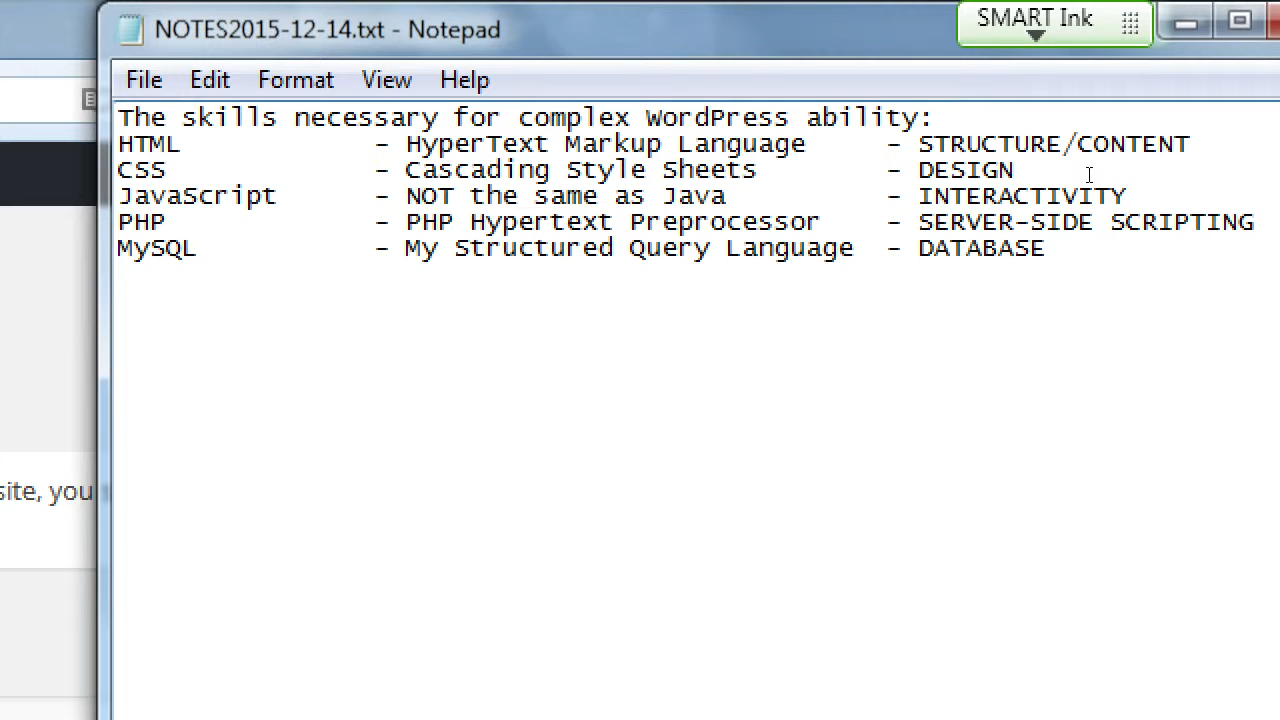 NOTES2015-12-14.txt - Notepad
SMART Ink
File Edit Format View Help
The skills necessary for complex WordPress ability:
HTML - HyperText Markup Language - STRUCTURE/CONTENT
CSS - Cascading Style Sheets - DESIGN
JavaScript - NOT the same as Java - INTERACTIVITY
PHP - PHP Hypertext Preprocessor - SERVER-SIDE SCRIPTING
MySQL - My Structured Query Language - DATABASE
site, you